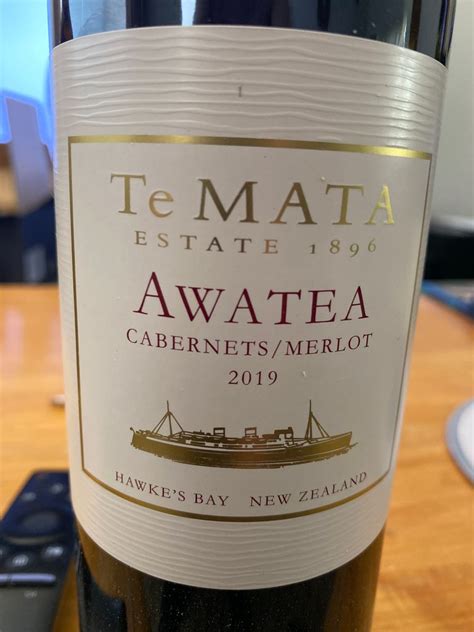 Te MATA
ESTATE 1896
AWATEA
CABERNETS/MERLOT
2019
HAWKE'S BAY NEW ZEALAND